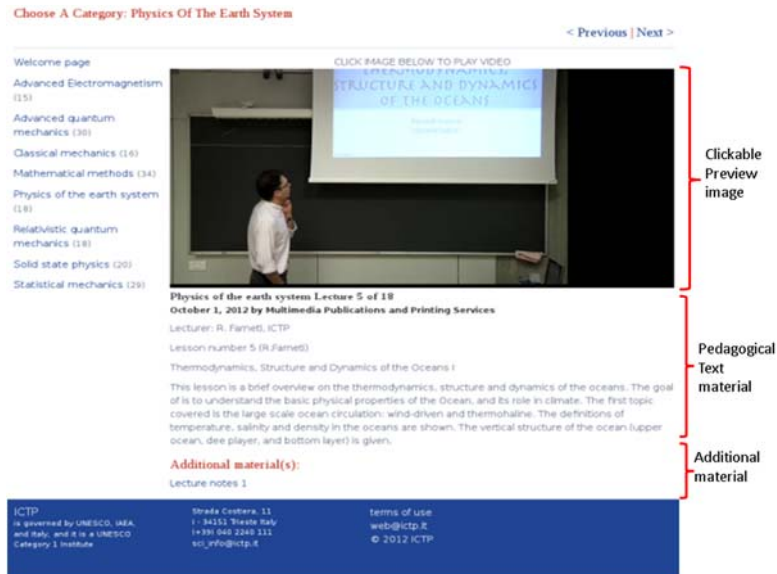 Choose A Category: Physics Of The Earth System
< Previous | Next >
Welcome page
Advanced Electromagnetism
(15)
Advanced quantum
mechanics (30)
Classical mechanics (16)
Mathematical methods (34)
Physics of the earth system
(18)
Relativistic quantum
mechanics (18)
Solid state physics (20)
Statistical mechanics (29)
CLICK IMAGE BELOW TO PLAY VIDEO
THERMODYNAMICS,
STRUCTURE AND DYNAMICS
OF THE OCEANS
Clickable
Preview
image
Physics of the earth system Lecture 5 of 18
October 1, 2012 by Multimedia Publications and Printing Services
Lecturer: R. Farneti, ICTP
Lesson number 5 (R.Farneti)
Thermodynamics, Structure and Dynamics of the Oceans I
This lesson is a brief overview on the thermodynamics, structure and dynamics of the oceans. The goal
of is to understand the basic physical properties of the Ocean, and its role in climate. The first topic
covered is the large scale ocean circulation: wind-driven and thermohaline. The definitions of
temperature, salinity and density in the oceans are shown. The vertical structure of the ocean (upper
ocean, dee player, and bottom layer) is given.
Pedagogical
Text
material
Additional material(s):
Lecture notes 1
Additional
material
ICTP
is governed by UNESCO, IAEA,
and Italy, and it is a UNESCO
Category 1 Institute
Strada Costiera, 11
I - 34151 Trieste Italy
(+39) 040 2240 111
sci_info@ictp.it
terms of use
web@ictp.it
© 2012 ICTP